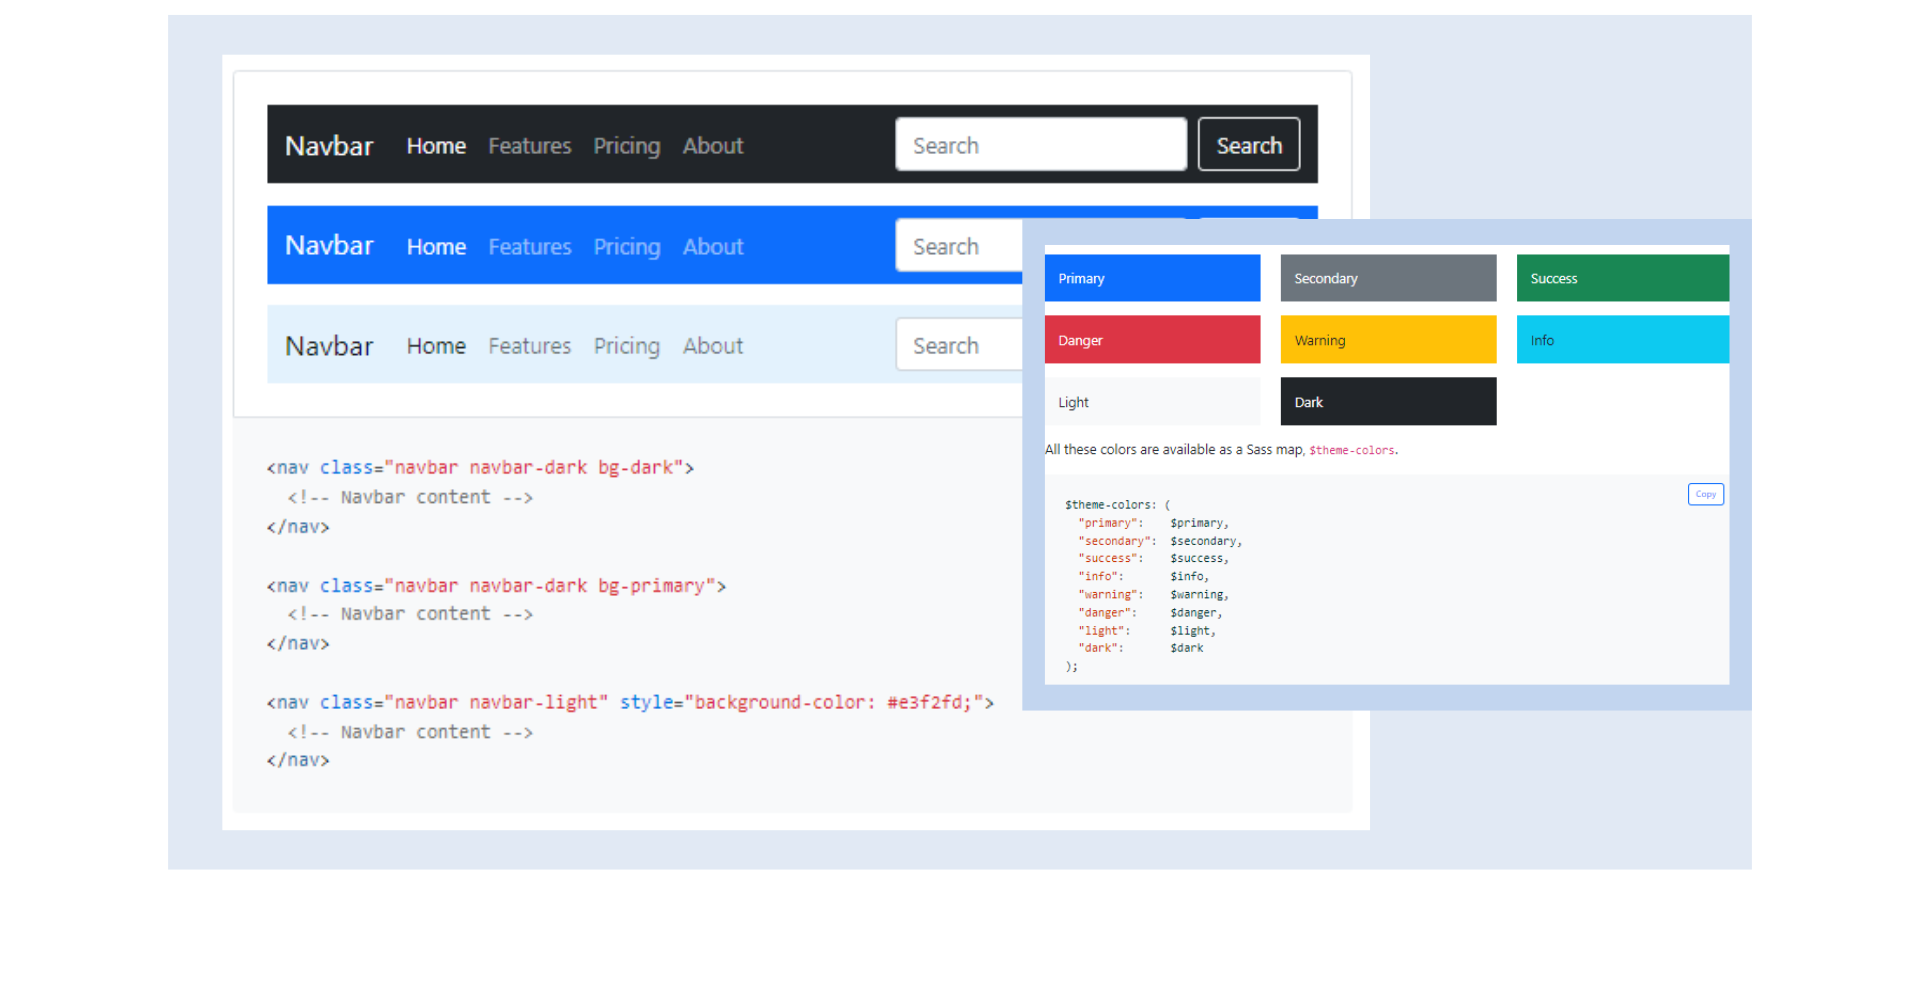 Navbar Home Features Pricing About Search Search
Navbar Home Features Pricing About Search
Navbar Home Features Pricing About Search
<nav class="navbar navbar-dark bg-dark">
  <!-- Navbar content -->
</nav>
<nav class="navbar navbar-dark bg-primary">
  <!-- Navbar content -->
</nav>
<nav class="navbar navbar-light" style="background-color: #e3f2fd;">
  <!-- Navbar content -->
</nav>
Primary Secondary Success
Danger Warning Info
Light Dark
All these colors are available as a Sass map, $theme-colors.
Copy
$theme-colors: (
  "primary":    $primary,
  "secondary":  $secondary,
  "success":    $success,
  "info":       $info,
  "warning":    $warning,
  "danger":     $danger,
  "light":      $light,
  "dark":       $dark
);